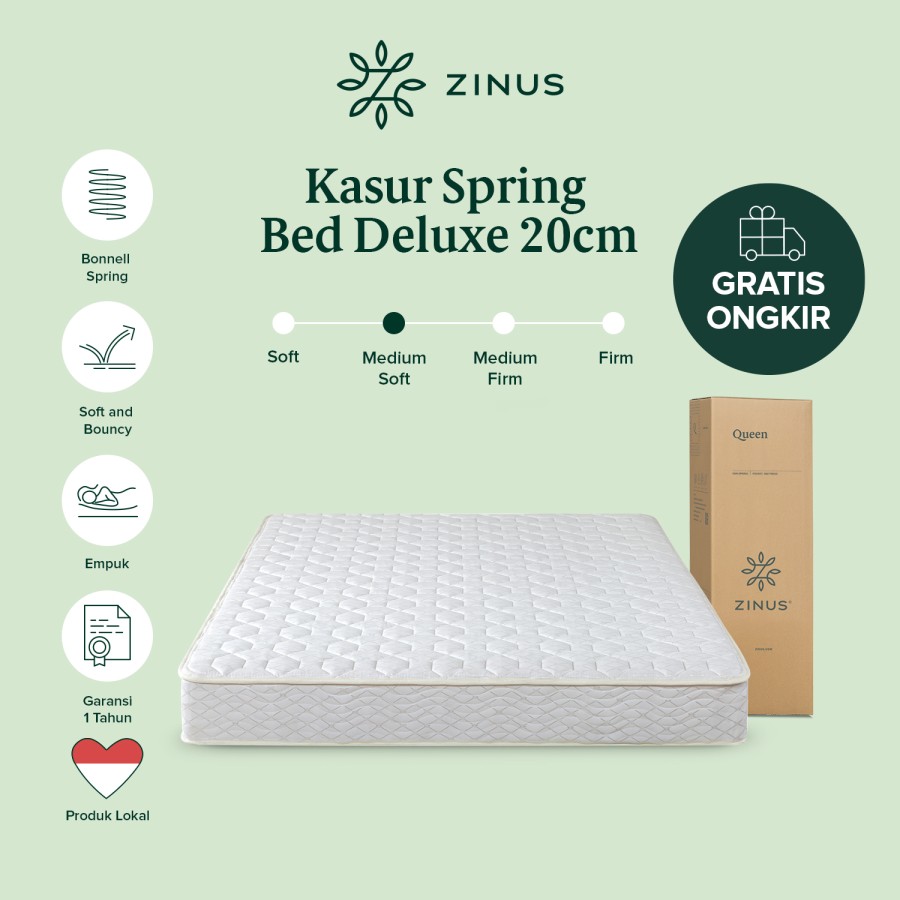 ZINUS
Kasur Spring
Bed Deluxe 20cm
Bonnell
Spring
Soft and
Bouncy
Empuk
Garansi
1 Tahun
Produk Lokal
Soft
Medium
Soft
Medium
Firm
Firm
GRATIS
ONGKIR
Queen
ZINUS®